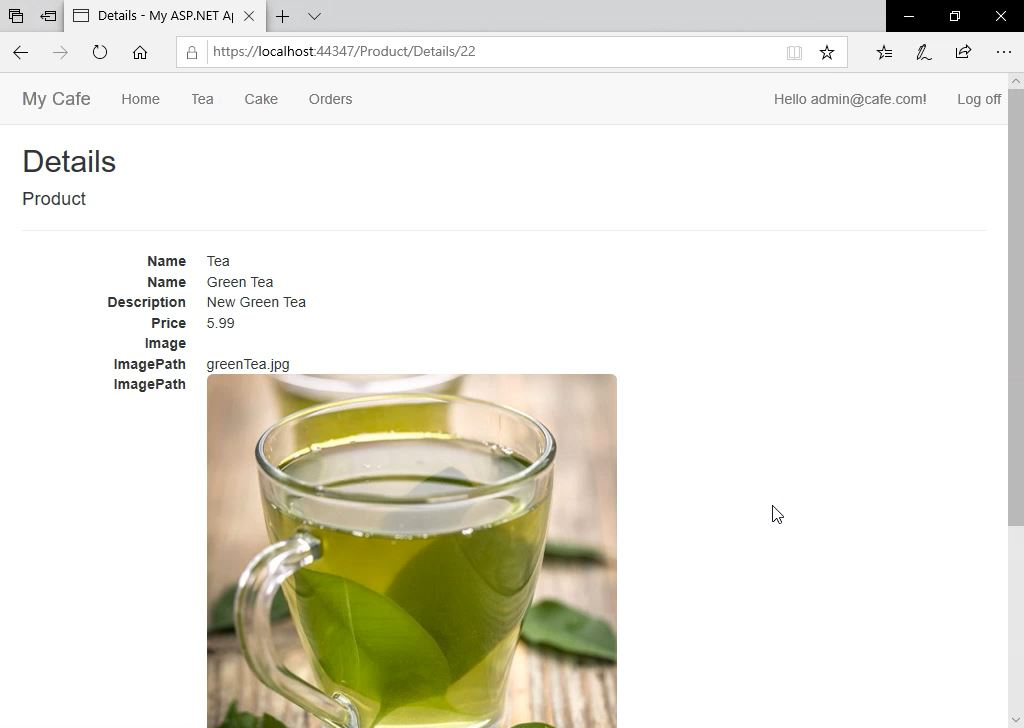 Details - My ASP.NET Ap
https://localhost:44347/Product/Details/22
My Cafe Home Tea Cake Orders Hello admin@cafe.com! Log off
Details
Product
Name Tea
Name Green Tea
Description New Green Tea
Price 5.99
Image
ImagePath greenTea.jpg
ImagePath